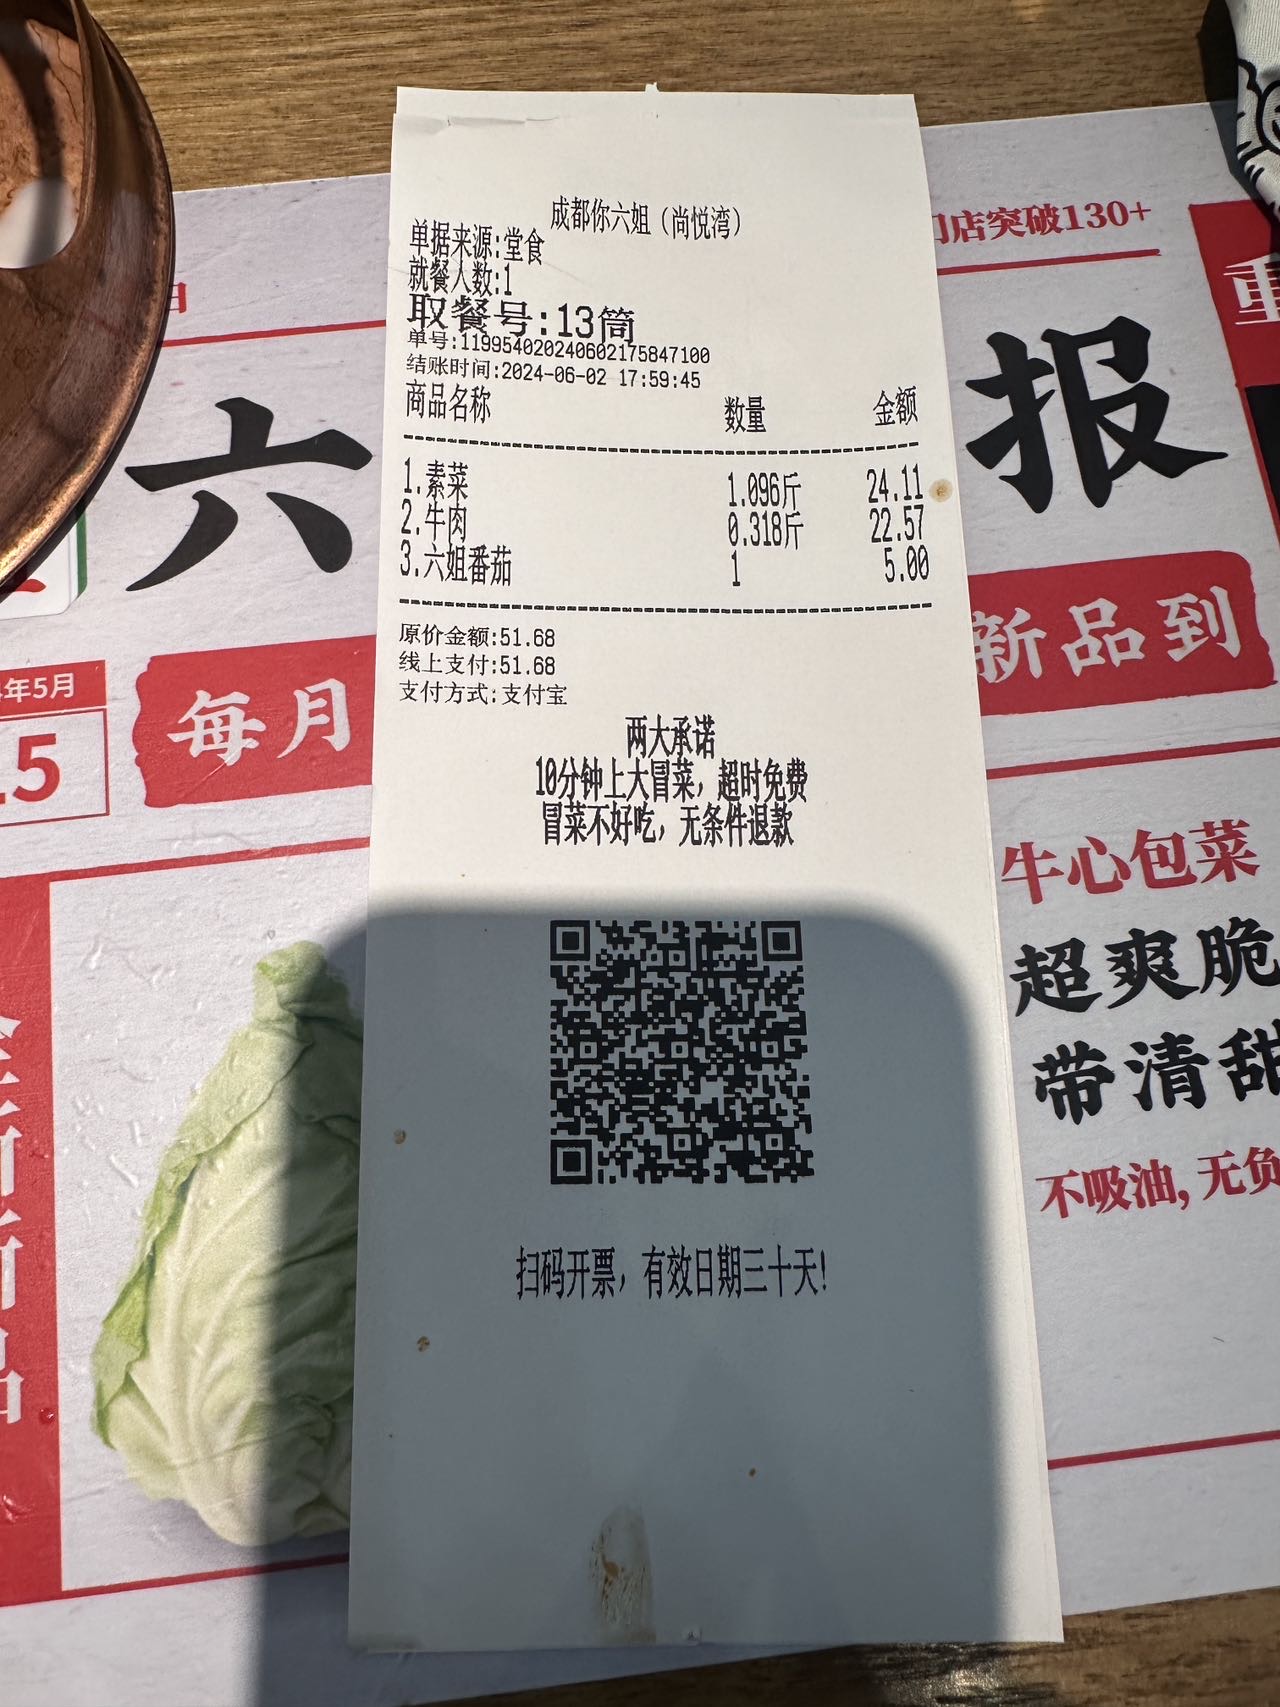 成都你六姐（尚悦湾）
单据来源:堂食
就餐人数:1
取餐号:13筒
单号:119954020240602175847100
结账时间:2024-06-02 17:59:45
商品名称 数量 金额
1.素菜 1.096斤 24.11
2.牛肉 0.318斤 22.57
3.六姐番茄 1 5.00
原价金额:51.68
线上支付:51.68
支付方式:支付宝
两大承诺
10分钟上大冒菜，超时免费
冒菜不好吃，无条件退款
扫码开票，有效日期三十天!
门店突破130+
六 报
年5月
5
每月 新品到
牛心包菜
超爽脆
带清甜
不吸油,无负